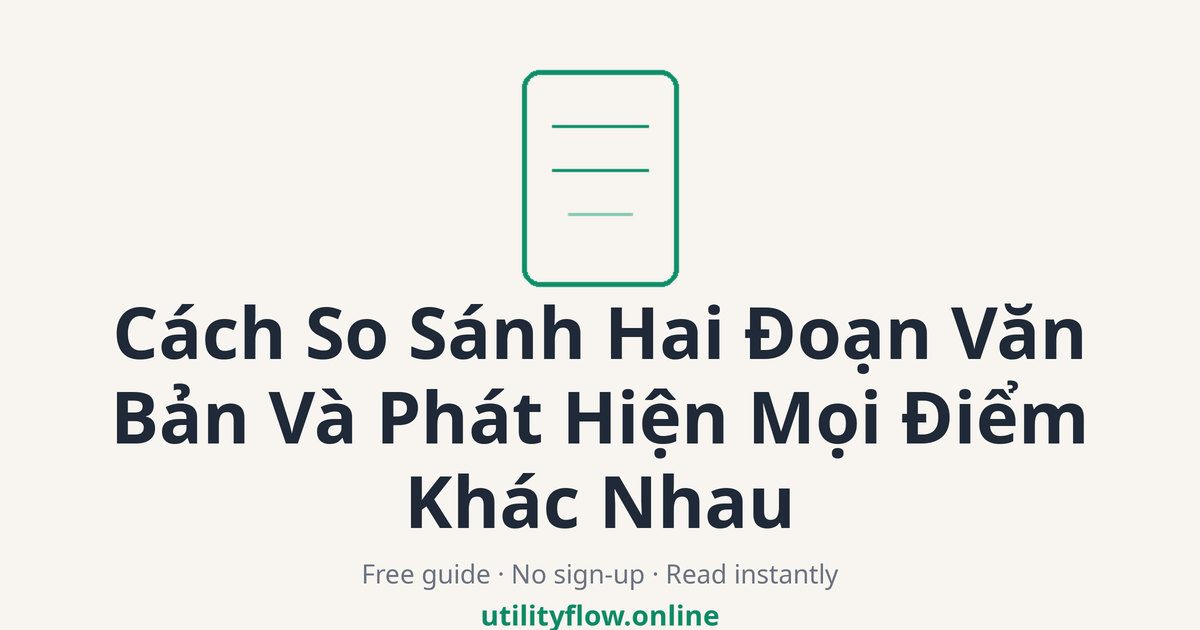 Cách So Sánh Hai Đoạn Văn
Bản Và Phát Hiện Mọi Điểm
Khác Nhau
Free guide · No sign-up · Read instantly
utilityflow.online